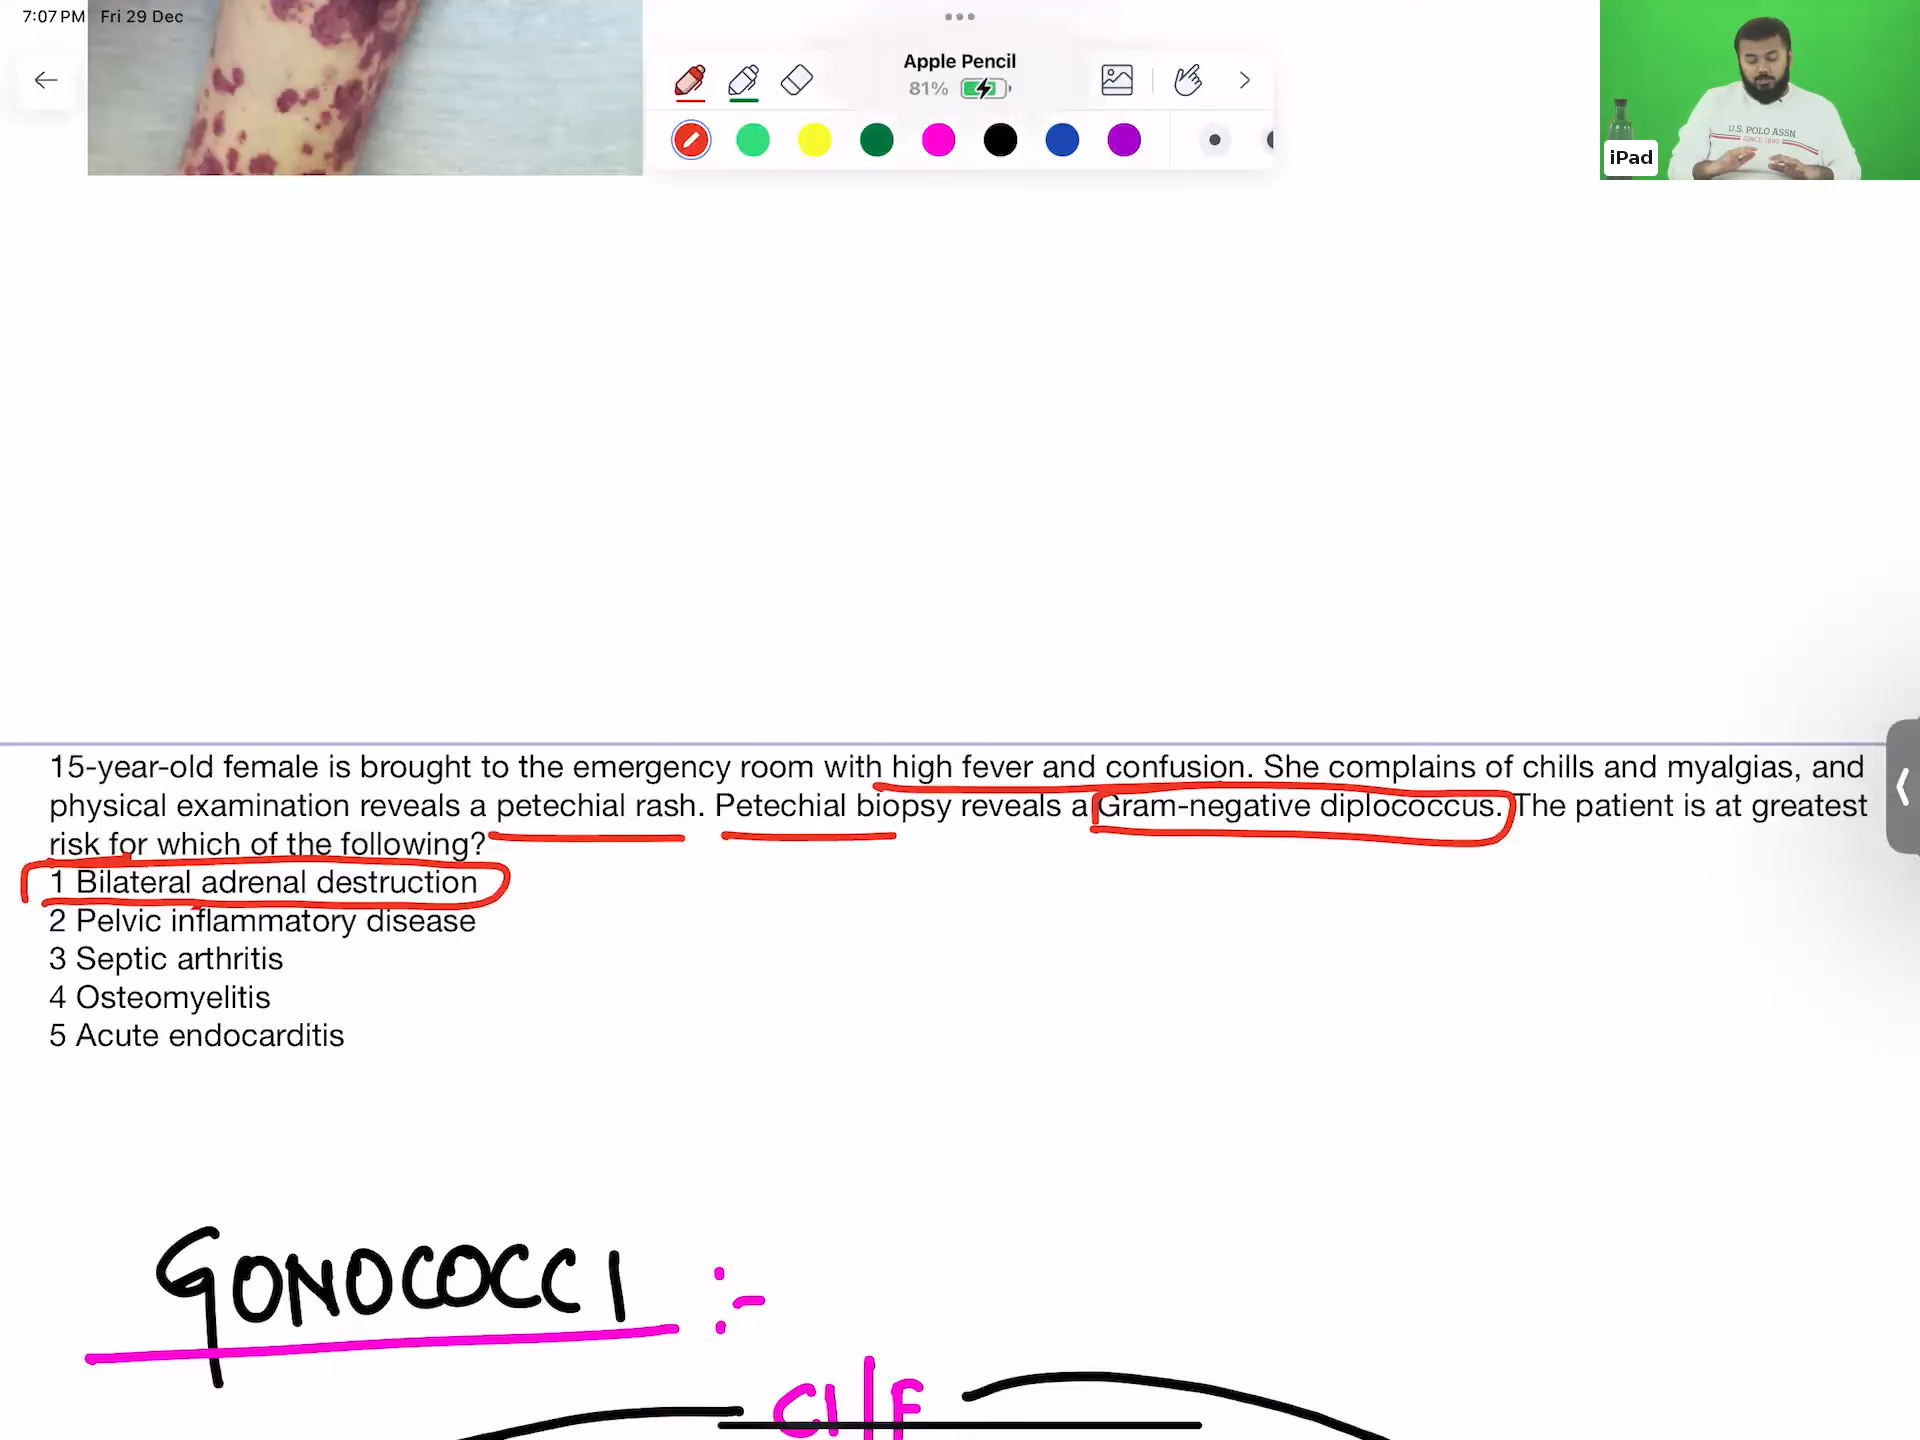 7:07 PM Fri 29 Dec
Apple Pencil
81%
U.S. POLO ASSN
SINCE 1890
iPad
15-year-old female is brought to the emergency room with high fever and confusion. She complains of chills and myalgias, and
physical examination reveals a petechial rash. Petechial biopsy reveals a Gram-negative diplococcus. The patient is at greatest
risk for which of the following?
1 Bilateral adrenal destruction
2 Pelvic inflammatory disease
3 Septic arthritis
4 Osteomyelitis
5 Acute endocarditis
GONOCOCCI :-
CI/F